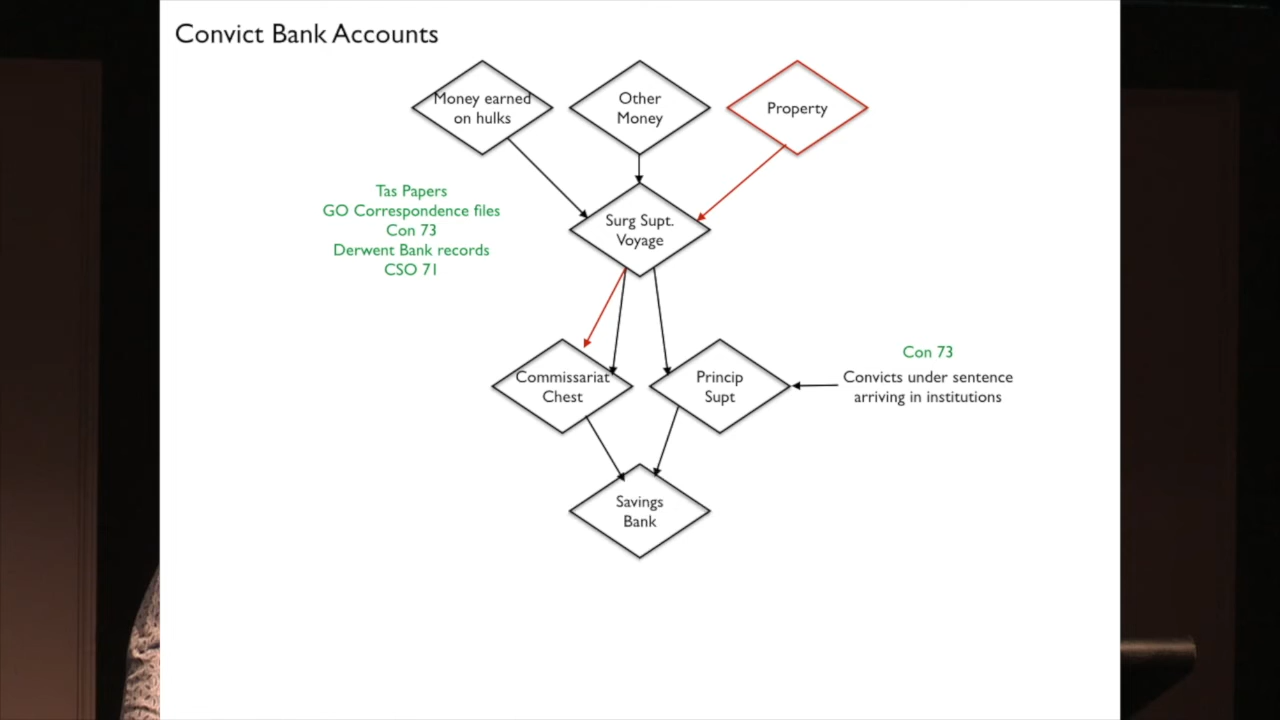 Convict Bank Accounts
Money earned
on hulks
Other
Money
Property
Tas Papers
GO Correspondence files
Con 73
Derwent Bank records
CSO 71
Surg Supt.
Voyage
Commissariat
Chest
Princip
Supt
Con 73
Convicts under sentence
arriving in institutions
Savings
Bank